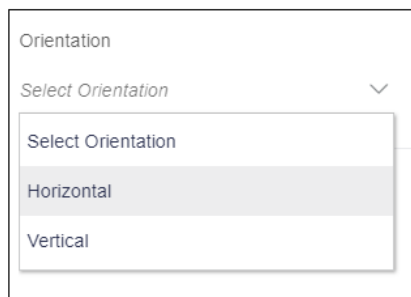 Orientation
Select Orientation
Select Orientation
Horizontal
Vertical